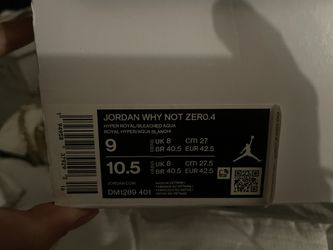 JORDAN WHY NOT ZER0.4
HYPER ROYAL/BLEACHED AQUA
ROYAL HYPER/AQUA BLANCHI
9 UK 8 cm 27
BR 40.5 EUR 42.5
10.5 UK 8 cm 27.5
BR 40.5 EUR 42.5
JORDAN.COM
DM1289 401